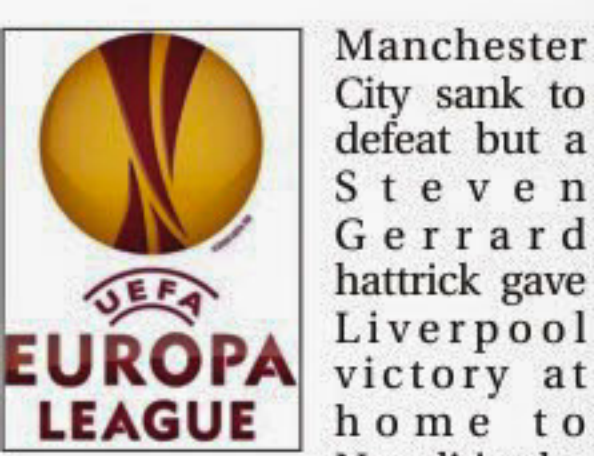 UEFA
EUROPA
LEAGUE
Manchester
City sank to
defeat but a
Steven
Gerrard
hattrick gave
Liverpool
victory at
home to